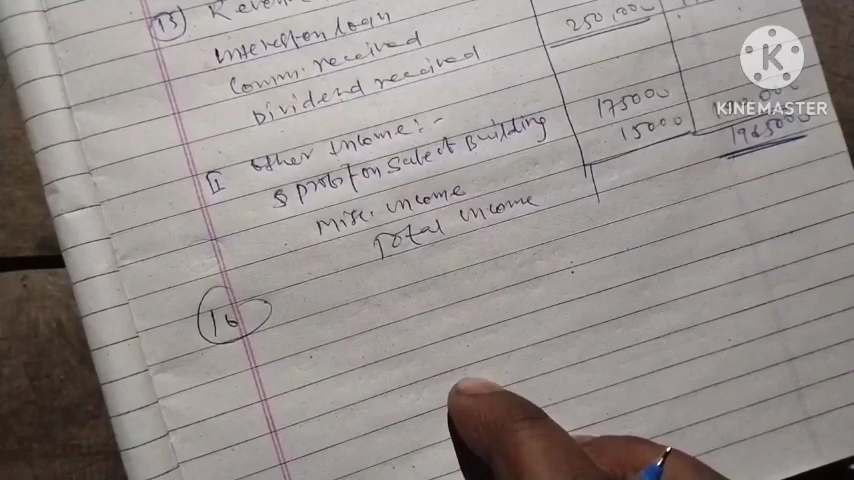 15)
Interest on loan
Comm. received 250,000
Dividend received
II Other Income:-
profit on Sale of Building 175000
Misc. income 15000
Total income 1965000
16
K
KINEMASTER